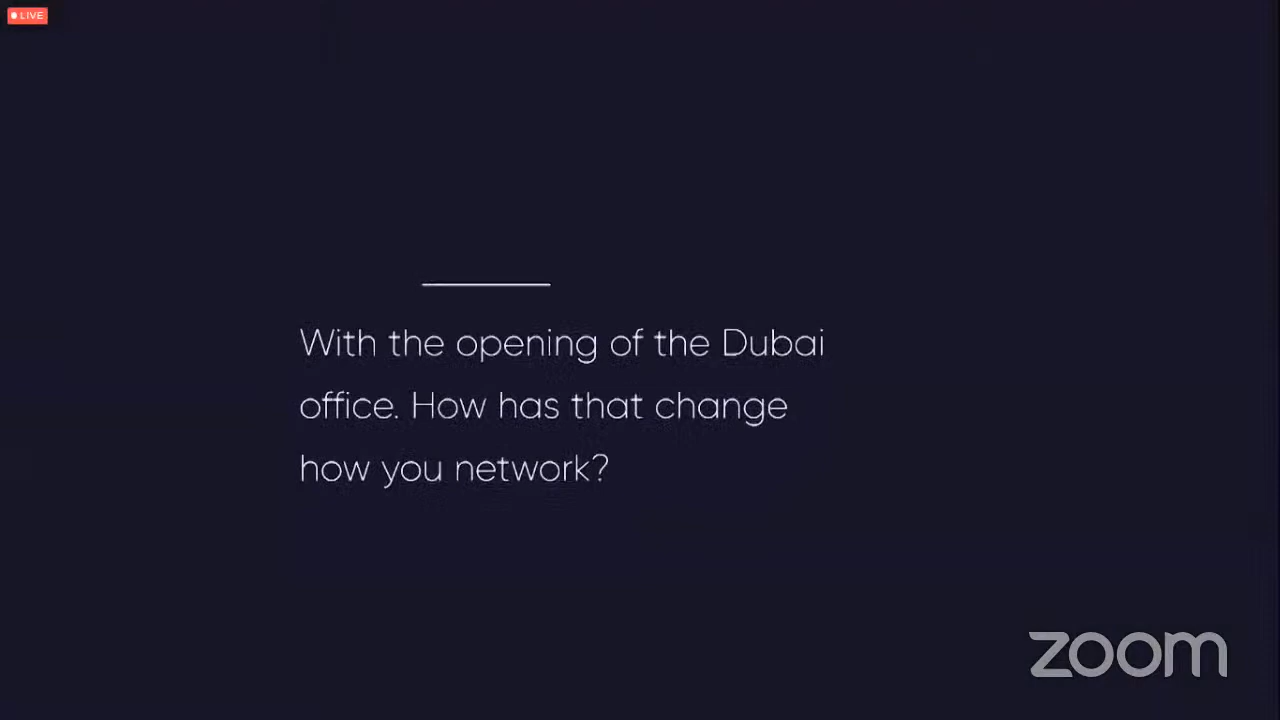 LIVE
With the opening of the Dubai
office. How has that change
how you network?
zoom